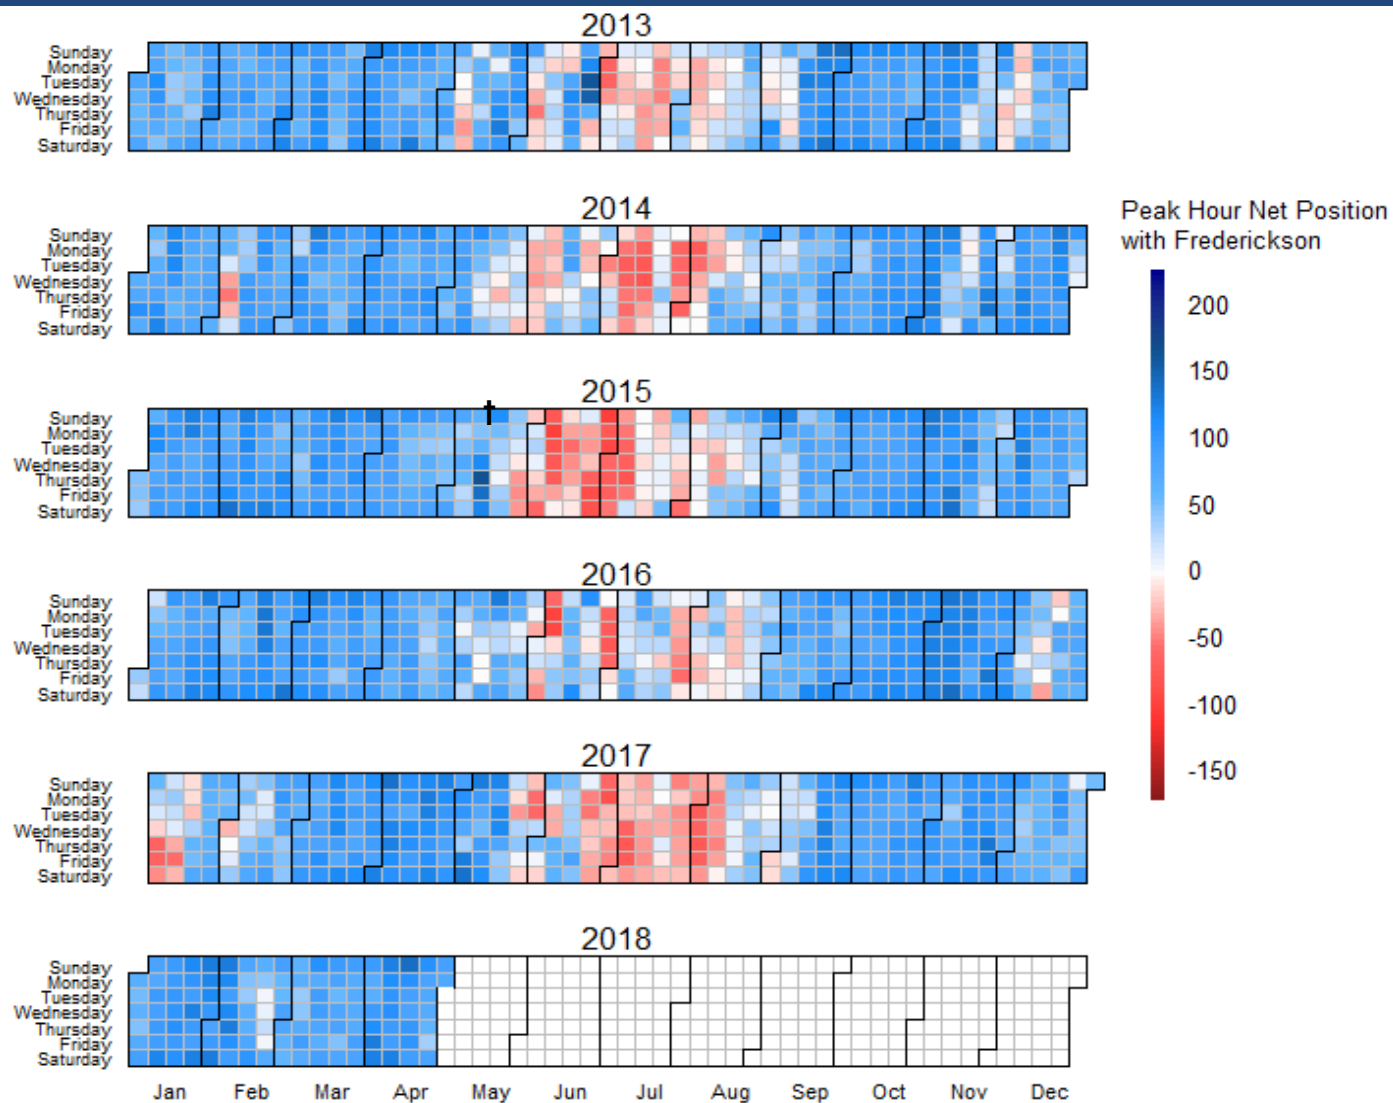 2013
Sunday
Monday
Tuesday
Wednesday
Thursday
Friday
Saturday
2014
Sunday
Monday
Tuesday
Wednesday
Thursday
Friday
Saturday
Peak Hour Net Position
with Frederickson
200
150
100
50
0
-50
-100
-150
2015
Sunday
Monday
Tuesday
Wednesday
Thursday
Friday
Saturday
2016
Sunday
Monday
Tuesday
Wednesday
Thursday
Friday
Saturday
2017
Sunday
Monday
Tuesday
Wednesday
Thursday
Friday
Saturday
2018
Sunday
Monday
Tuesday
Wednesday
Thursday
Friday
Saturday
Jan Feb Mar Apr May Jun Jul Aug Sep Oct Nov Dec